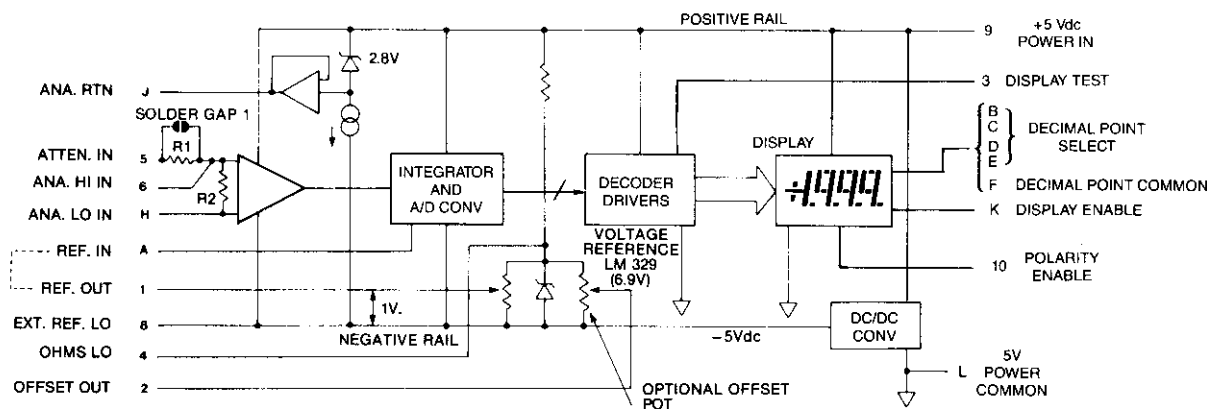 POSITIVE RAIL
9 +5 Vdc
POWER IN
2.8V
3 DISPLAY TEST
ANA. RTN J
SOLDER GAP 1
R1
ATTEN. IN 5
ANA. HI IN 6
R2
ANA. LO IN H
INTEGRATOR
AND
A/D CONV
DECODER
DRIVERS
DISPLAY
+1.9.9.9.
B
C
D
E
DECIMAL POINT
SELECT
F DECIMAL POINT COMMON
K DISPLAY ENABLE
REF. IN A
VOLTAGE
REFERENCE
LM 329
(6.9V)
10 POLARITY
ENABLE
REF. OUT 1
1V.
EXT. REF. LO 8
NEGATIVE RAIL
−5Vdc
DC/DC
CONV
OHMS LO 4
L 5V
POWER
COMMON
OFFSET OUT 2
OPTIONAL OFFSET
POT